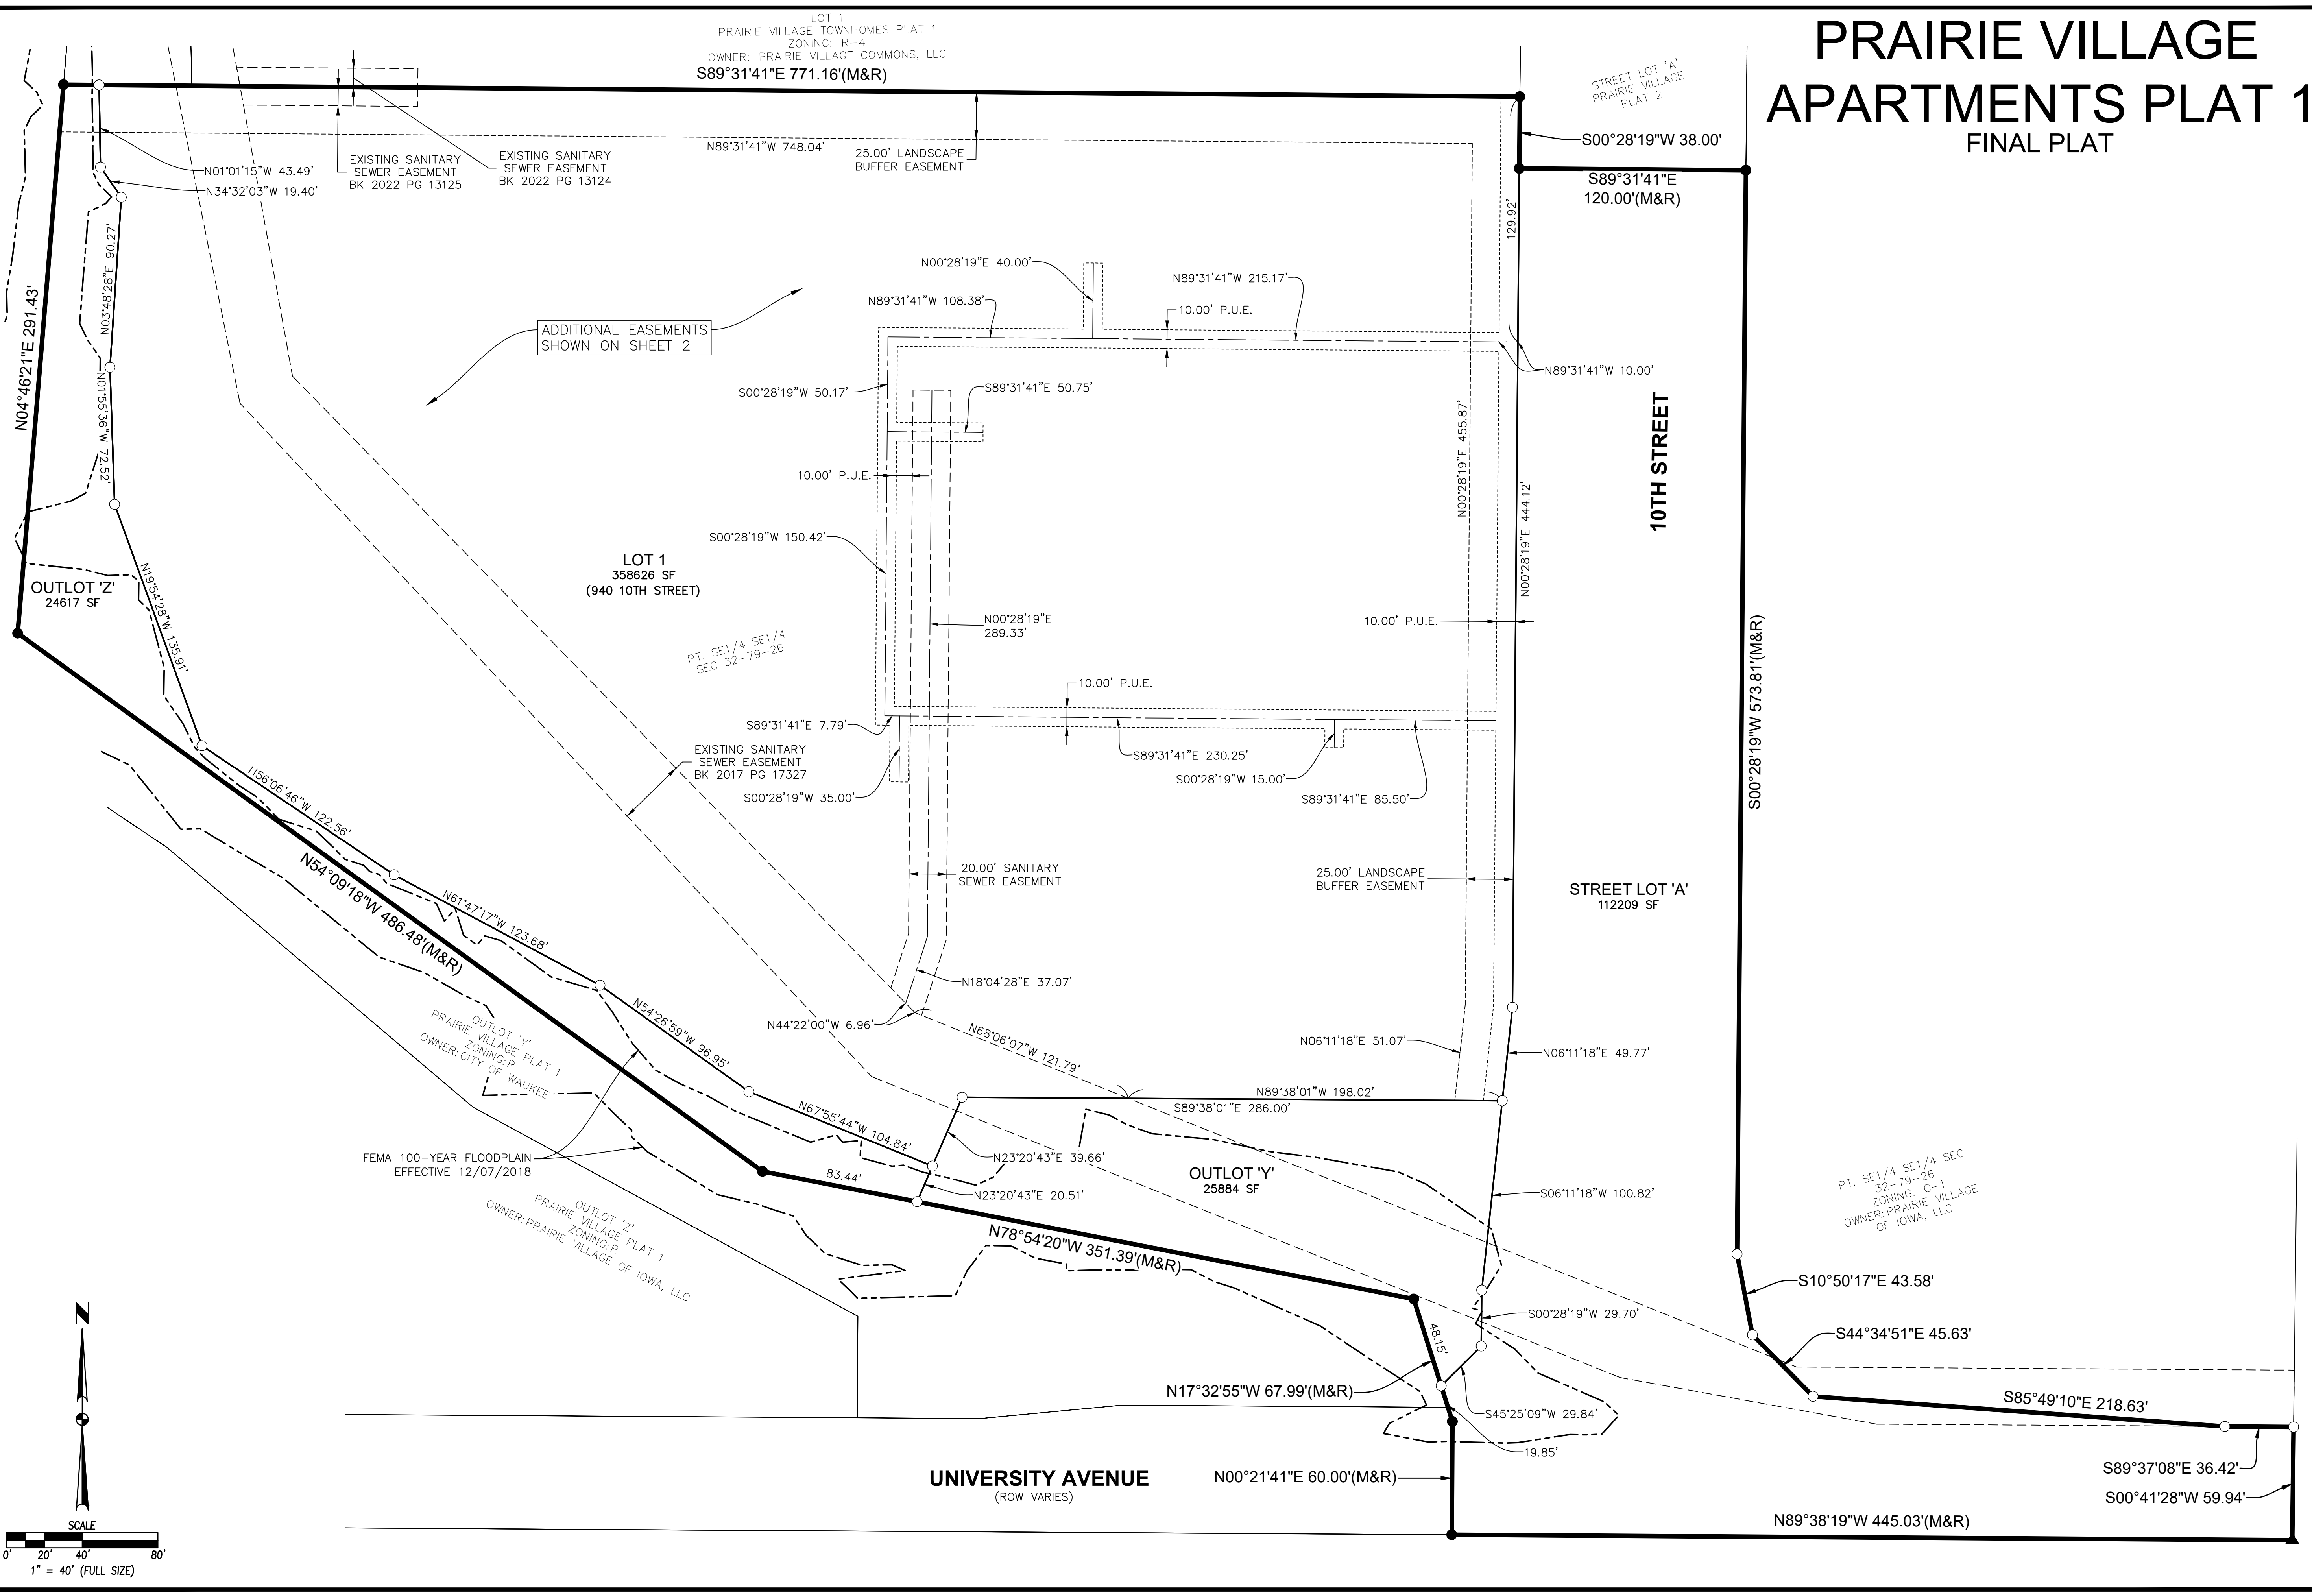 PRAIRIE VILLAGE
APARTMENTS PLAT 1
FINAL PLAT
LOT 1
PRAIRIE VILLAGE TOWNHOMES PLAT 1
ZONING: R-4
OWNER: PRAIRIE VILLAGE COMMONS, LLC
S89°31'41"E 771.16'(M&R)
STREET LOT 'A'
PRAIRIE VILLAGE
PLAT 2
S00°28'19"W 38.00'
S89°31'41"E
120.00'(M&R)
N89°31'41"W 748.04'
25.00' LANDSCAPE
BUFFER EASEMENT
EXISTING SANITARY
SEWER EASEMENT
BK 2022 PG 13125
EXISTING SANITARY
SEWER EASEMENT
BK 2022 PG 13124
N01°01'15"W 43.49'
N34°32'03"W 19.40'
N03°48'28"E 90.27'
N04°46'21"E 291.43'
N01°55'36"W 72.52'
129.92'
N00°28'19"E 40.00'
N89°31'41"W 215.17'
N89°31'41"W 108.38'
10.00' P.U.E.
ADDITIONAL EASEMENTS
SHOWN ON SHEET 2
N89°31'41"W 10.00'
S00°28'19"W 50.17'
S89°31'41"E 50.75'
10.00' P.U.E.
N00°28'19"E 455.87'
N00°28'19"E 444.12'
10TH STREET
S00°28'19"W 150.42'
LOT 1
358626 SF
(940 10TH STREET)
OUTLOT 'Z'
24617 SF
N19°54'28"W 135.91'
N00°28'19"E
289.33'
10.00' P.U.E.
PT. SE1/4 SE1/4
SEC 32-79-26
10.00' P.U.E.
S00°28'19"W 573.81'(M&R)
S89°31'41"E 7.79'
EXISTING SANITARY
SEWER EASEMENT
BK 2017 PG 17327
S89°31'41"E 230.25'
S00°28'19"W 15.00'
S00°28'19"W 35.00'
S89°31'41"E 85.50'
N56°06'46"W 122.56'
N54°09'18"W 486.48'(M&R)
N61°47'17"W 123.68'
20.00' SANITARY
SEWER EASEMENT
25.00' LANDSCAPE
BUFFER EASEMENT
STREET LOT 'A'
112209 SF
N18°04'28"E 37.07'
N44°22'00"W 6.96'
N54°26'59"W 96.95'
N68°06'07"W 121.79'
N06°11'18"E 51.07'
N06°11'18"E 49.77'
OUTLOT 'Y'
PRAIRIE VILLAGE PLAT 1
ZONING:R
OWNER:CITY OF WAUKEE
N89°38'01"W 198.02'
S89°38'01"E 286.00'
N67°55'44"W 104.84'
FEMA 100-YEAR FLOODPLAIN
EFFECTIVE 12/07/2018
N23°20'43"E 39.66'
83.44'
N23°20'43"E 20.51'
OUTLOT 'Y'
25884 SF
S06°11'18"W 100.82'
PT. SE1/4 SE1/4 SEC
32-79-26
ZONING: C-1
OWNER:PRAIRIE VILLAGE
OF IOWA, LLC
OUTLOT 'Z'
PRAIRIE VILLAGE PLAT 1
ZONING:R
OWNER:PRAIRIE VILLAGE OF IOWA, LLC
N78°54'20"W 351.39'(M&R)
S10°50'17"E 43.58'
S00°28'19"W 29.70'
S44°34'51"E 45.63'
48.15'
N17°32'55"W 67.99'(M&R)
S85°49'10"E 218.63'
S45°25'09"W 29.84'
19.85'
N
UNIVERSITY AVENUE
(ROW VARIES)
N00°21'41"E 60.00'(M&R)
S89°37'08"E 36.42'
S00°41'28"W 59.94'
N89°38'19"W 445.03'(M&R)
SCALE
0' 20' 40' 80'
1" = 40' (FULL SIZE)